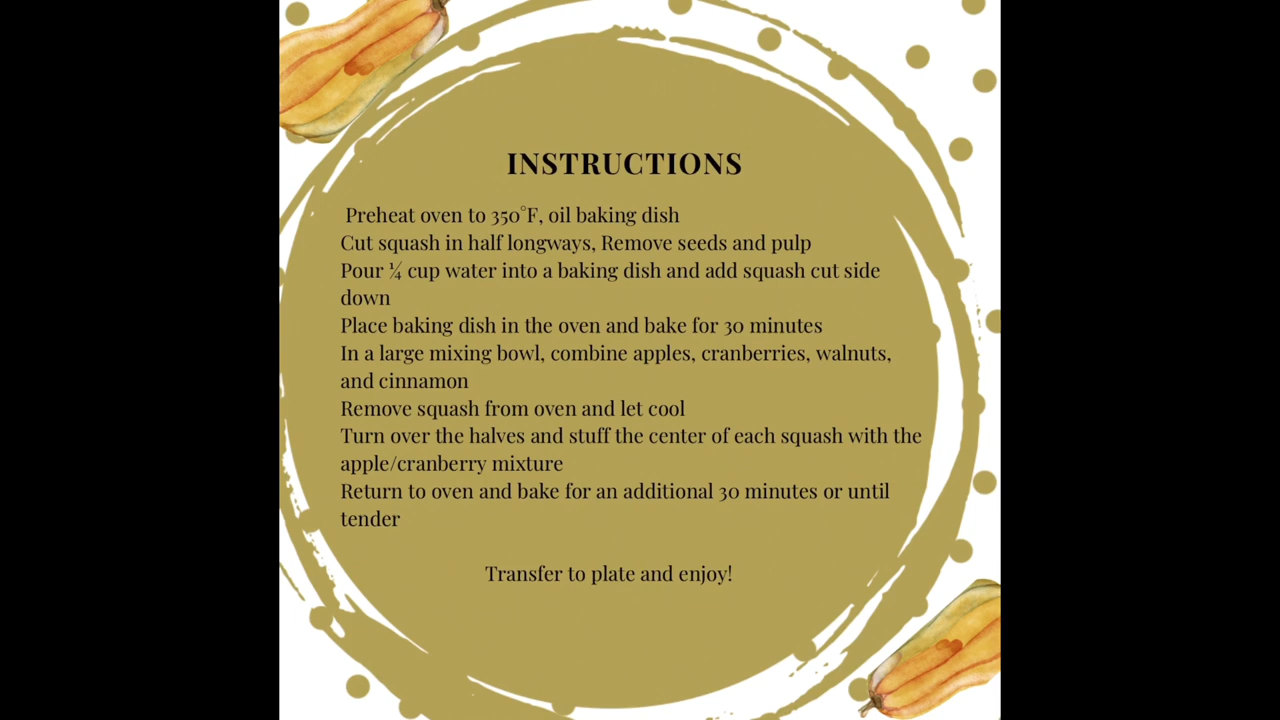 INSTRUCTIONS
Preheat oven to 350°F, oil baking dish
Cut squash in half longways, Remove seeds and pulp
Pour ¼ cup water into a baking dish and add squash cut side
down
Place baking dish in the oven and bake for 30 minutes
In a large mixing bowl, combine apples, cranberries, walnuts,
and cinnamon
Remove squash from oven and let cool
Turn over the halves and stuff the center of each squash with the
apple/cranberry mixture
Return to oven and bake for an additional 30 minutes or until
tender
Transfer to plate and enjoy!